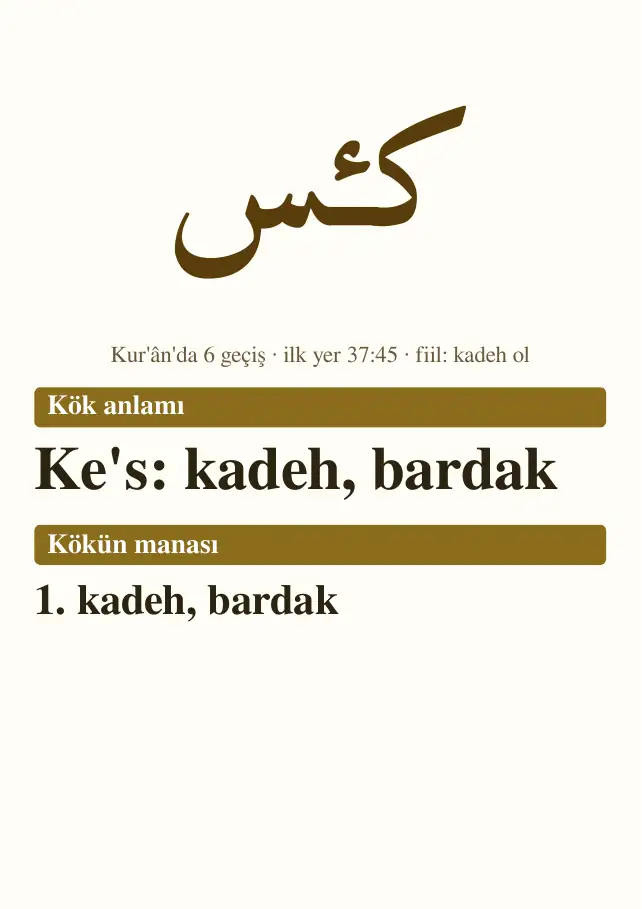 كئس
Kur'ân'da 6 geçiş · ilk yer 37:45 · fiil: kadeh ol
Kök anlamı
Ke's: kadeh, bardak
Kökün manası
1. kadeh, bardak